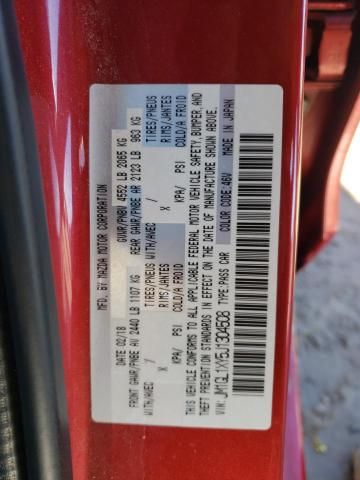 MFD. BY MAZDA MOTOR CORPORATION
DATE 02/18 GVWR/PNBV 4552 LB 2065 KG
FRONT GAWR/PNBE AV 2440 LB 1107 KG REAR GAWR/PNBE AR 2123 LB 963 KG
WITH/AVEC / TIRES/PNEUS WITH/AVEC / TIRES/PNEUS
X RIMS/JANTES X RIMS/JANTES
KPA/ PSI COLD/A FROID KPA/ PSI COLD/A FROID
THIS VEHICLE CONFORMS TO ALL APPLICABLE FEDERAL MOTOR VEHICLE SAFETY, BUMPER, AND
THEFT PREVENTION STANDARDS IN EFFECT ON THE DATE OF MANUFACTURE SHOWN ABOVE.
VIN: JM1GL1XY5J1304508 TYPE:PASS CAR COLOR CODE:46V MADE IN JAPAN